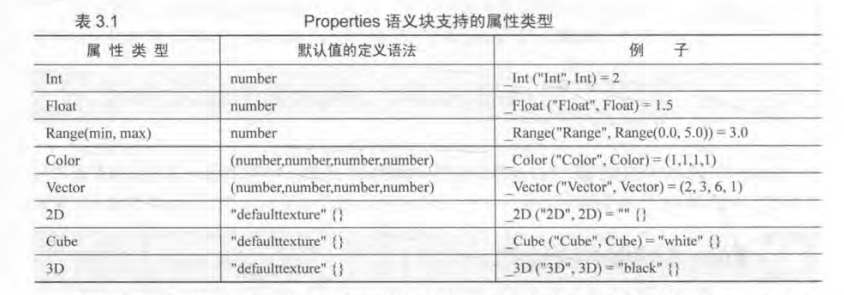 表 3.1 Properties 语义块支持的属性类型
属 性 类 型 默认值的定义语法 例 子
Int number _Int ("Int", Int) = 2
Float number _Float ("Float", Float) = 1.5
Range(min, max) number _Range("Range", Range(0.0, 5.0)) = 3.0
Color (number,number,number,number) _Color ("Color", Color) = (1,1,1,1)
Vector (number,number,number,number) _Vector ("Vector", Vector) = (2, 3, 6, 1)
2D "defaulttexture" {} _2D ("2D", 2D) = "" {}
Cube "defaulttexture" {} _Cube ("Cube", Cube) = "white" {}
3D "defaulttexture" {} _3D ("3D", 3D) = "black" {}